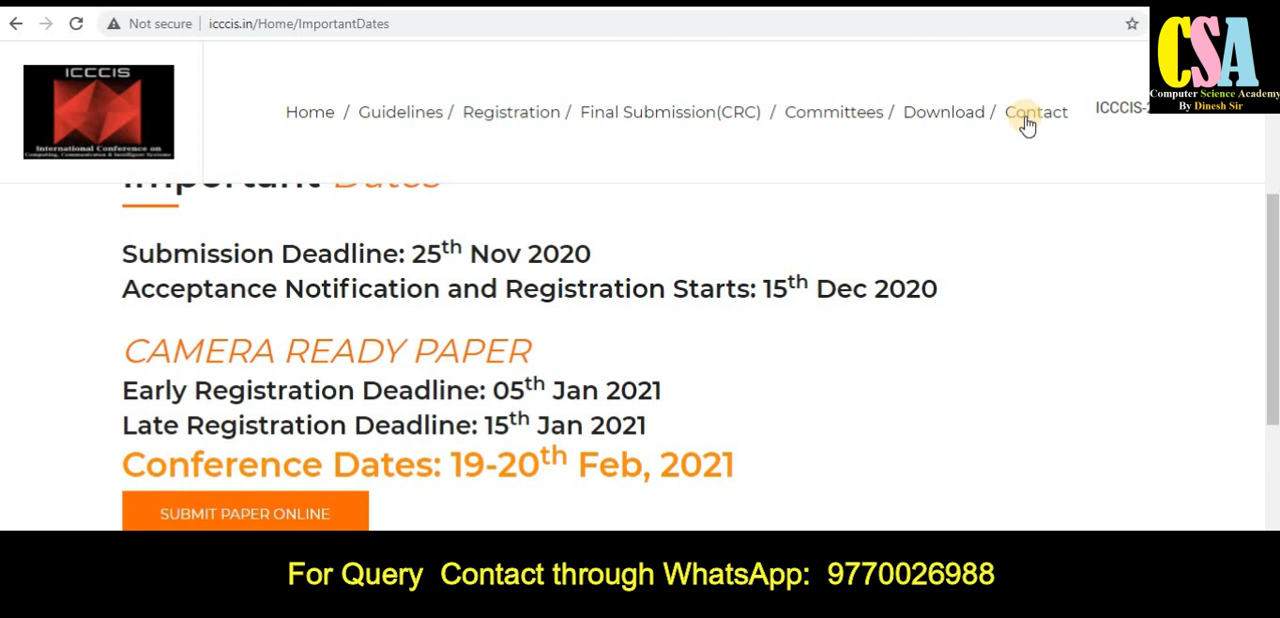 Not secure icccis.in/Home/ImportantDates
CSA
Computer Science Academy
By Dinesh Sir
ICCCIS
International Conference on
Computing, Communication & Intelligent Systems
Home / Guidelines / Registration / Final Submission(CRC) / Committees / Download / Contact ICCCIS-
Important Dates
Submission Deadline: 25th Nov 2020
Acceptance Notification and Registration Starts: 15th Dec 2020
CAMERA READY PAPER
Early Registration Deadline: 05th Jan 2021
Late Registration Deadline: 15th Jan 2021
Conference Dates: 19-20th Feb, 2021
SUBMIT PAPER ONLINE
For Query Contact through WhatsApp: 9770026988